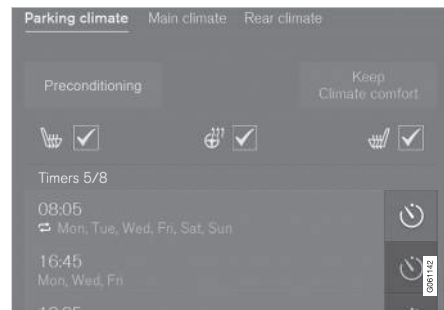 Parking climate Main climate Rear climate
Preconditioning
Keep
Climate comfort
Timers 5/8
08:05
Mon, Tue, Wed, Fri, Sat, Sun
16:45
Mon, Wed, Fri
G061142